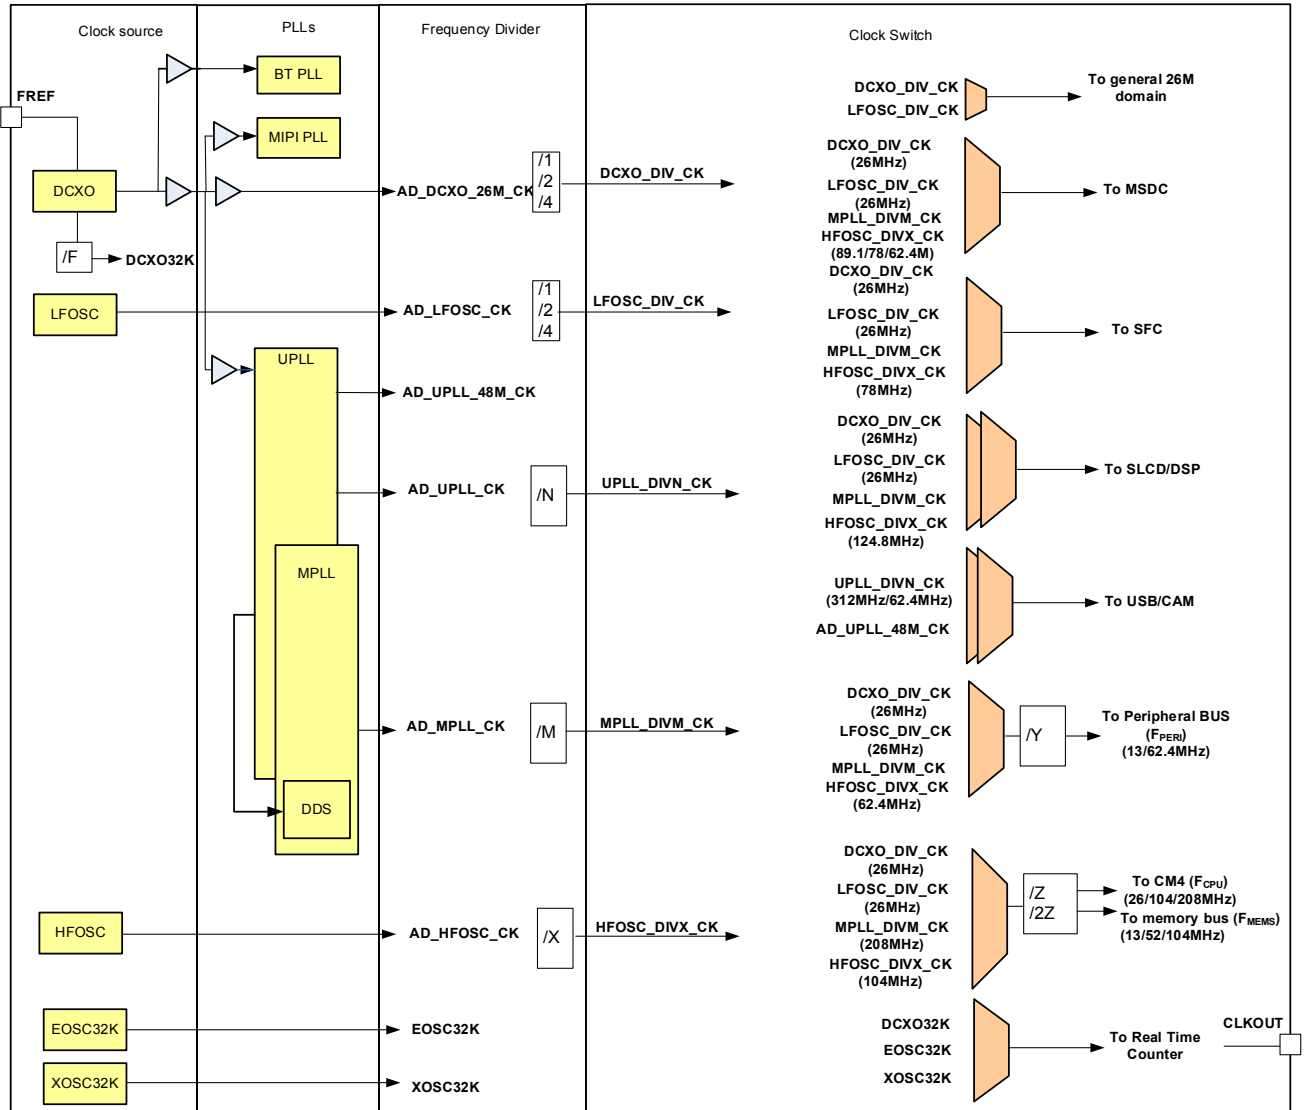 Clock source
PLLs
Frequency Divider
Clock Switch
FREF
DCXO
/F
DCXO32K
LFOSC
HFOSC
EOSC32K
XOSC32K
BT PLL
MIPI PLL
UPLL
MPLL
DDS
AD_DCXO_26M_CK
/1
/2
/4
AD_LFOSC_CK
/1
/2
/4
AD_UPLL_48M_CK
AD_UPLL_CK
/N
AD_MPLL_CK
/M
AD_HFOSC_CK
/X
EOSC32K
XOSC32K
DCXO_DIV_CK
LFOSC_DIV_CK
UPLL_DIVN_CK
MPLL_DIVM_CK
HFOSC_DIVX_CK
DCXO_DIV_CK
LFOSC_DIV_CK
To general 26M
domain
DCXO_DIV_CK
(26MHz)
LFOSC_DIV_CK
(26MHz)
MPLL_DIVM_CK
HFOSC_DIVX_CK
(89.1/78/62.4M)
To MSDC
DCXO_DIV_CK
(26MHz)
LFOSC_DIV_CK
(26MHz)
MPLL_DIVM_CK
HFOSC_DIVX_CK
(78MHz)
To SFC
DCXO_DIV_CK
(26MHz)
LFOSC_DIV_CK
(26MHz)
MPLL_DIVM_CK
HFOSC_DIVX_CK
(124.8MHz)
To SLCD/DSP
UPLL_DIVN_CK
(312MHz/62.4MHz)
AD_UPLL_48M_CK
To USB/CAM
DCXO_DIV_CK
(26MHz)
LFOSC_DIV_CK
(26MHz)
MPLL_DIVM_CK
HFOSC_DIVX_CK
(62.4MHz)
/Y
To Peripheral BUS
(FPERI)
(13/62.4MHz)
DCXO_DIV_CK
(26MHz)
LFOSC_DIV_CK
(26MHz)
MPLL_DIVM_CK
(208MHz)
HFOSC_DIVX_CK
(104MHz)
/Z
/2Z
To CM4 (FCPU)
(26/104/208MHz)
To memory bus (FMEMS)
(13/52/104MHz)
DCXO32K
EOSC32K
XOSC32K
To Real Time
Counter
CLKOUT